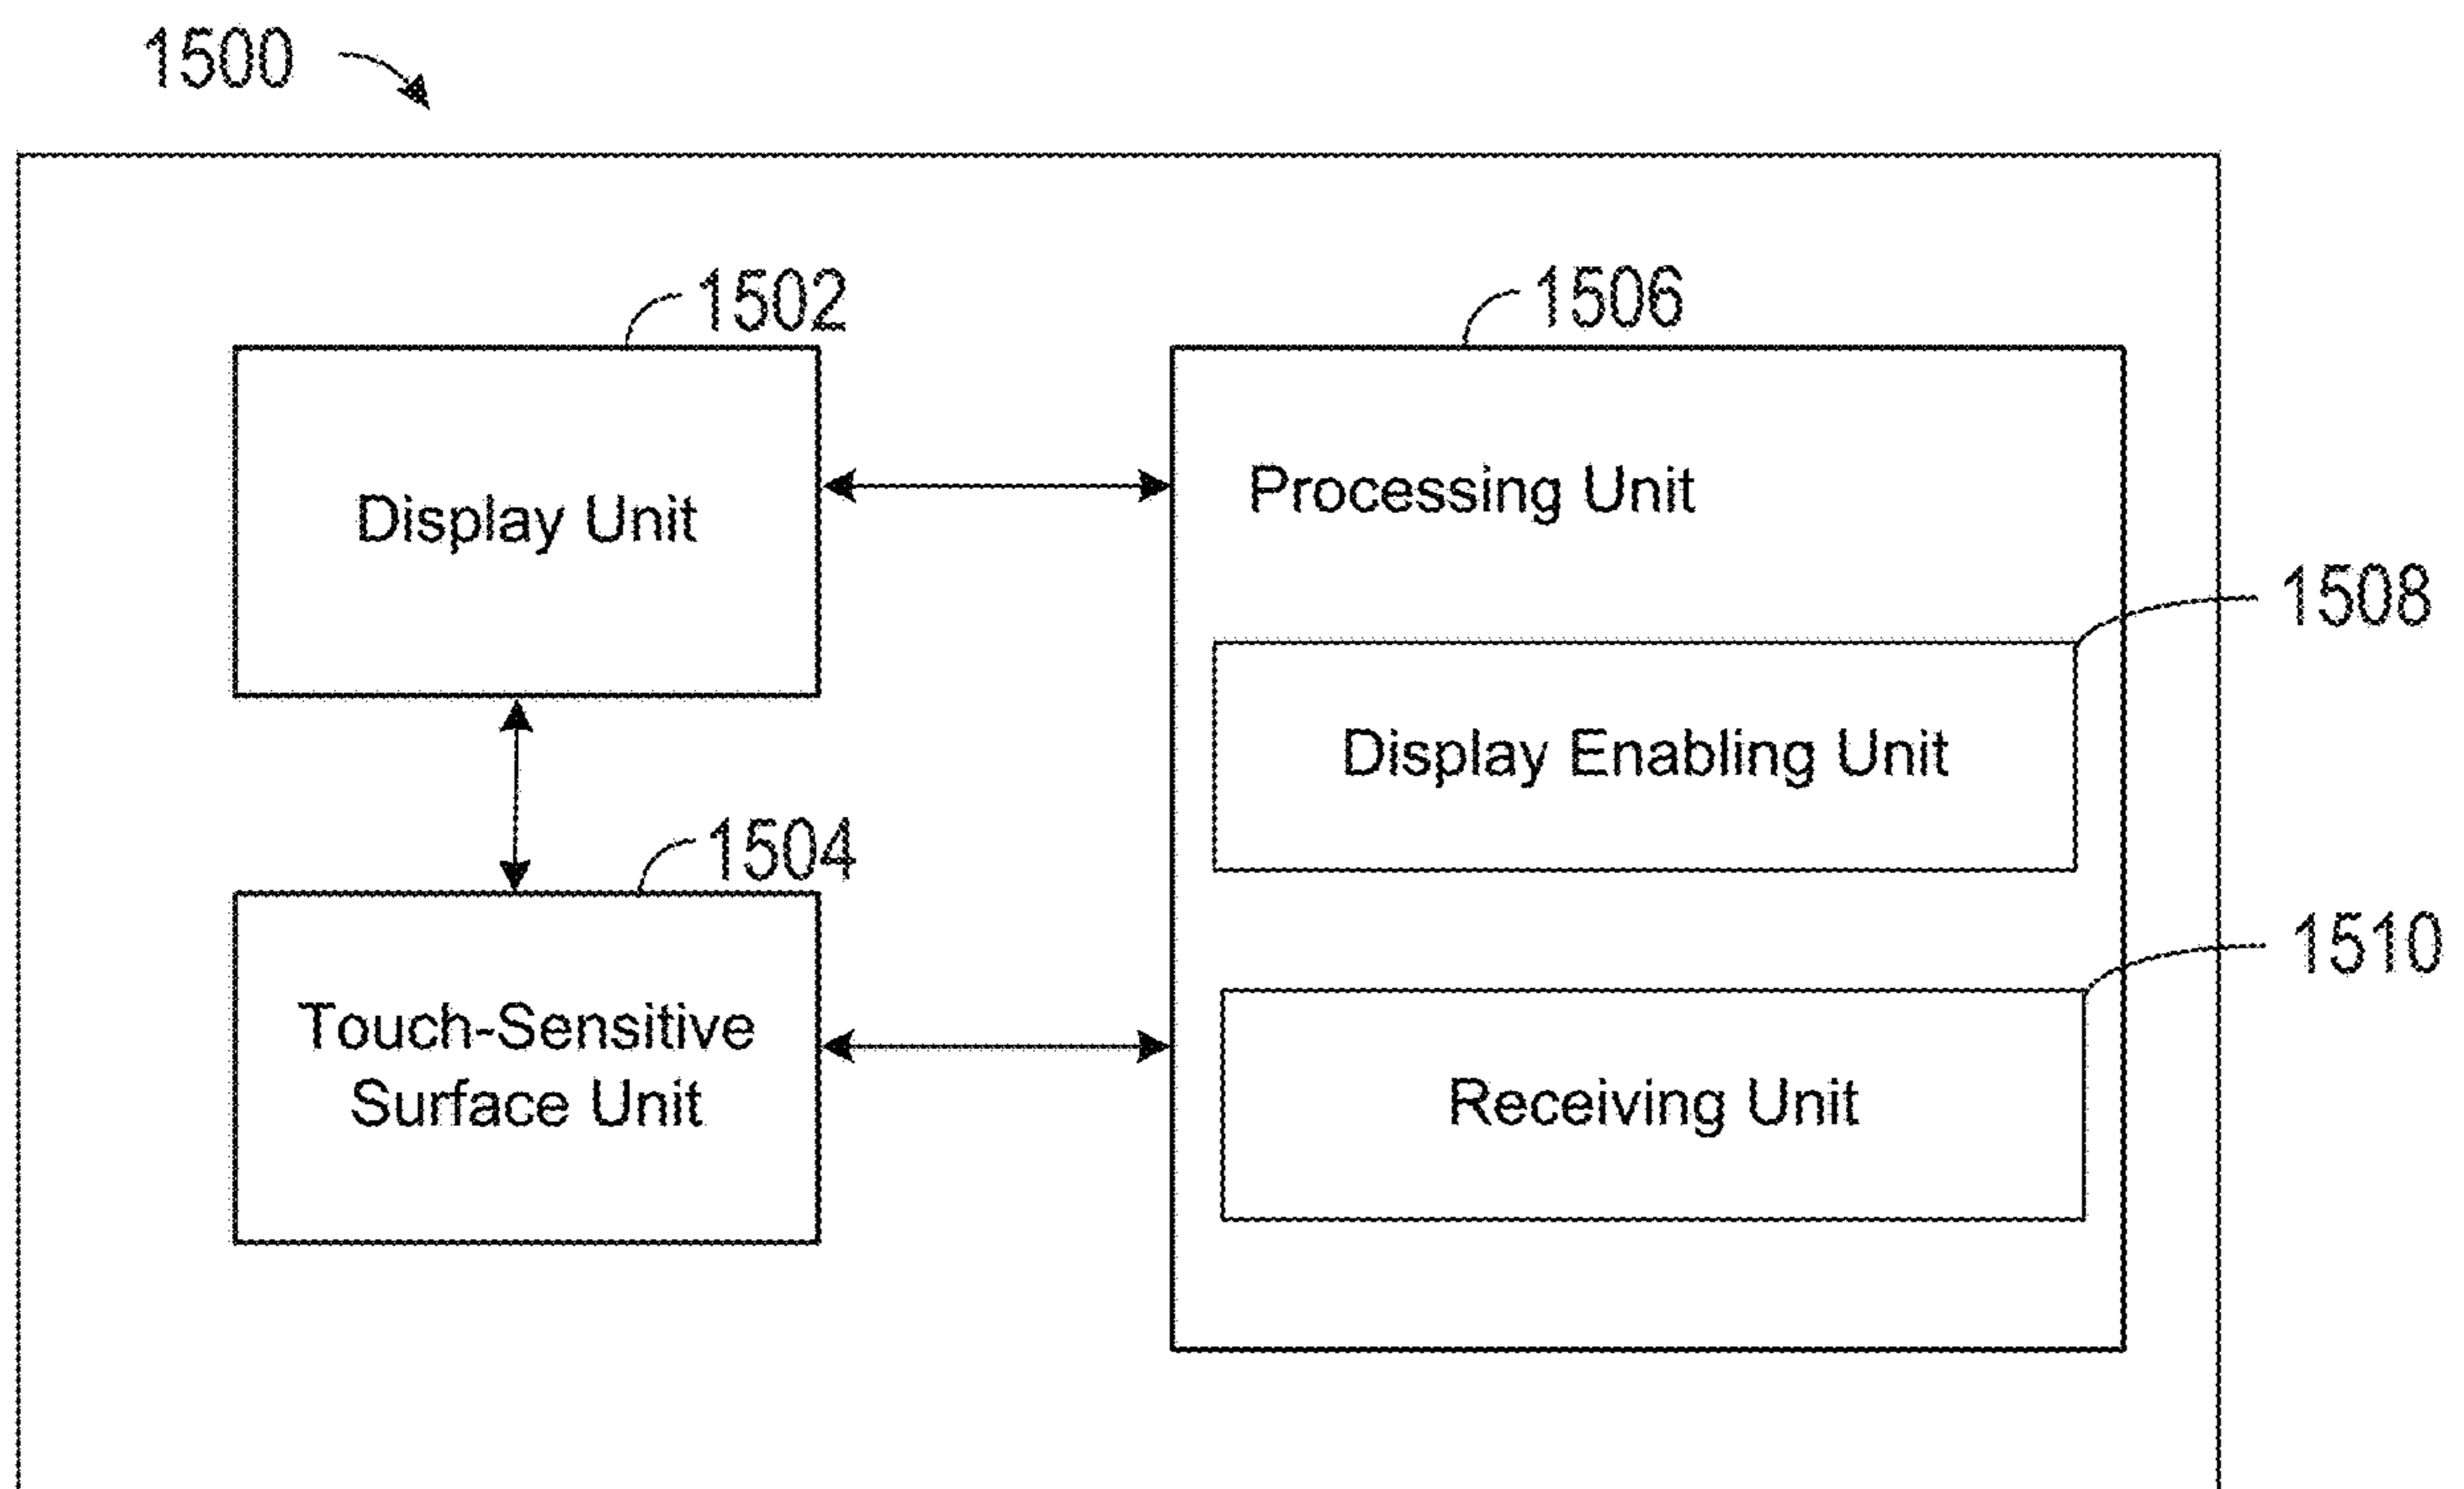 1500
1502
1506
Display Unit
Processing Unit
1508
Display Enabling Unit
1504
1510
Touch-Sensitive
Surface Unit
Receiving Unit